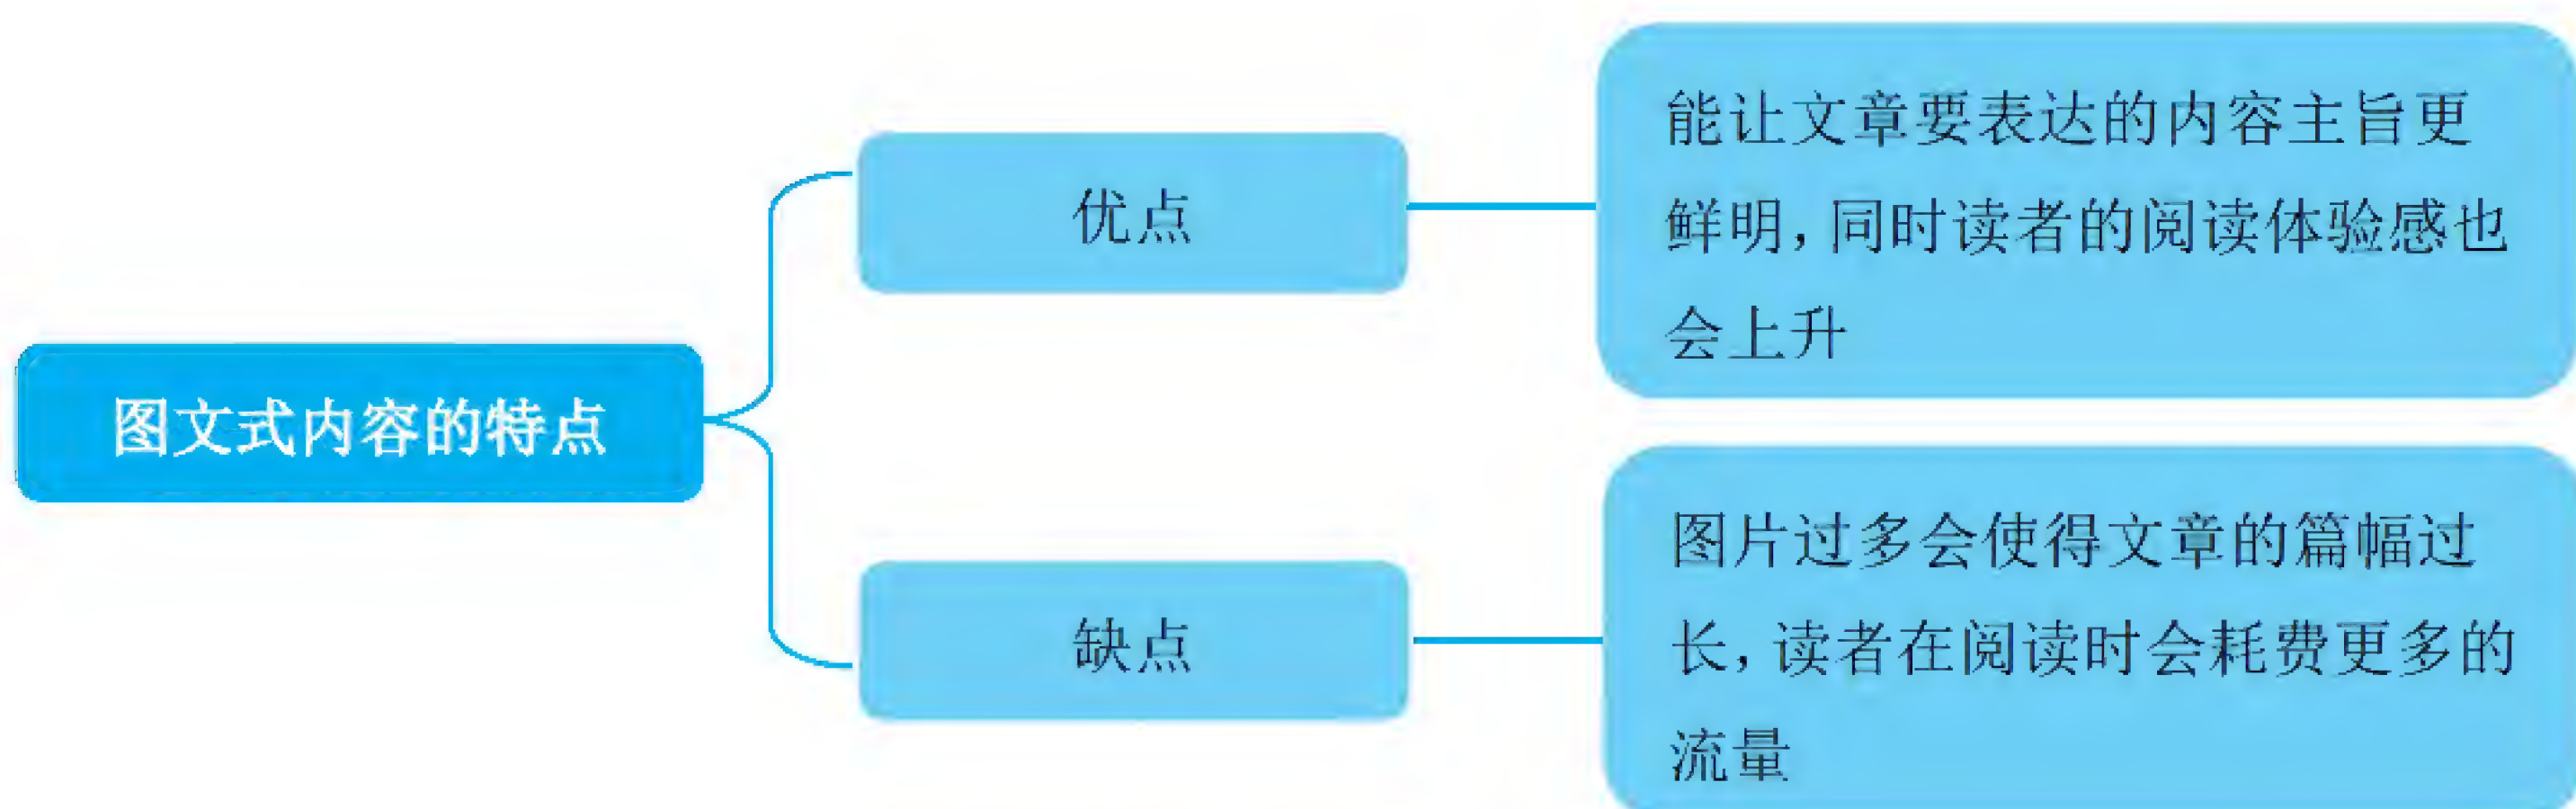 图文式内容的特点
优点
能让文章要表达的内容主旨更
鲜明，同时读者的阅读体验感也
会上升
缺点
图片过多会使得文章的篇幅过
长，读者在阅读时会耗费更多的
流量